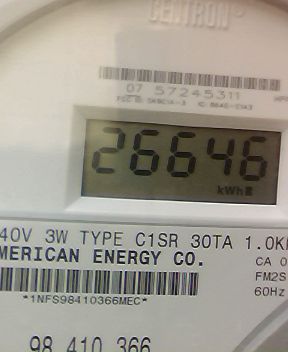 CENTRON®
07 57245311
26646
kWh
40V 3W TYPE C1SR 30TA 1.0K
MERICAN ENERGY CO.
CA 0
FM2S
*1NFS98410366MEC*
60Hz
98 410 366